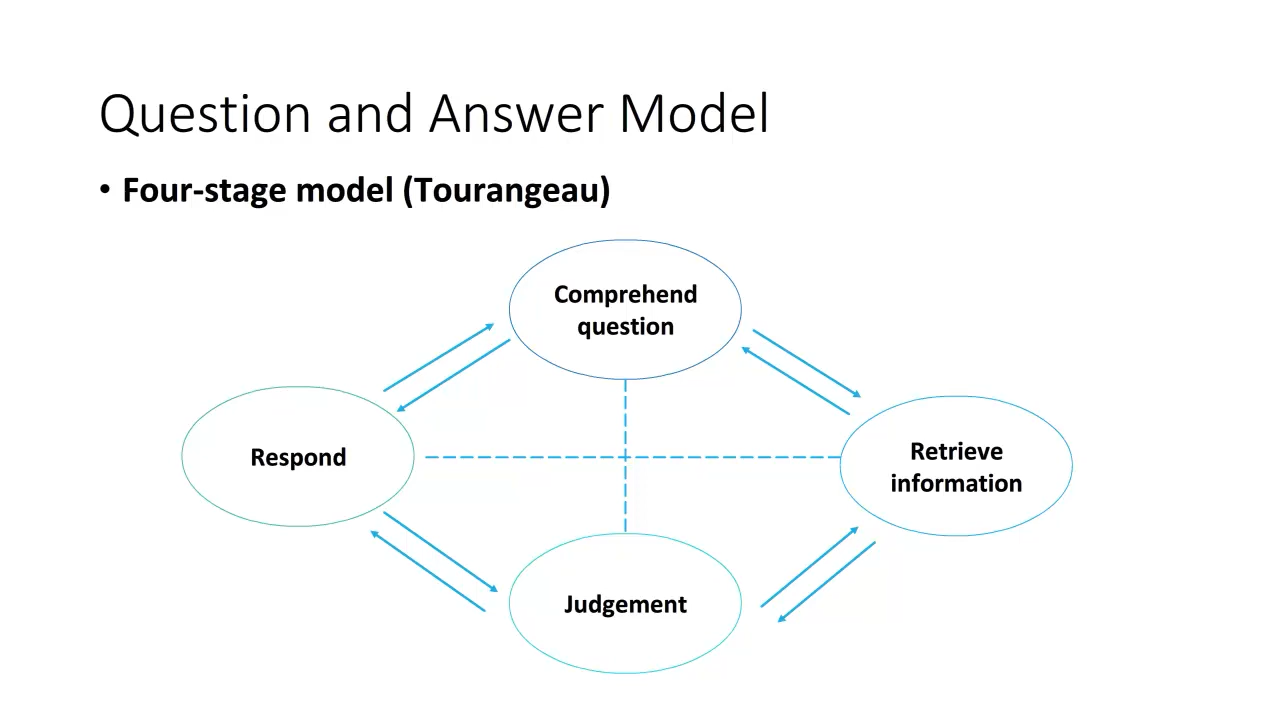 Question and Answer Model
• Four-stage model (Tourangeau)
Comprehend
question
Respond
Retrieve
information
Judgement